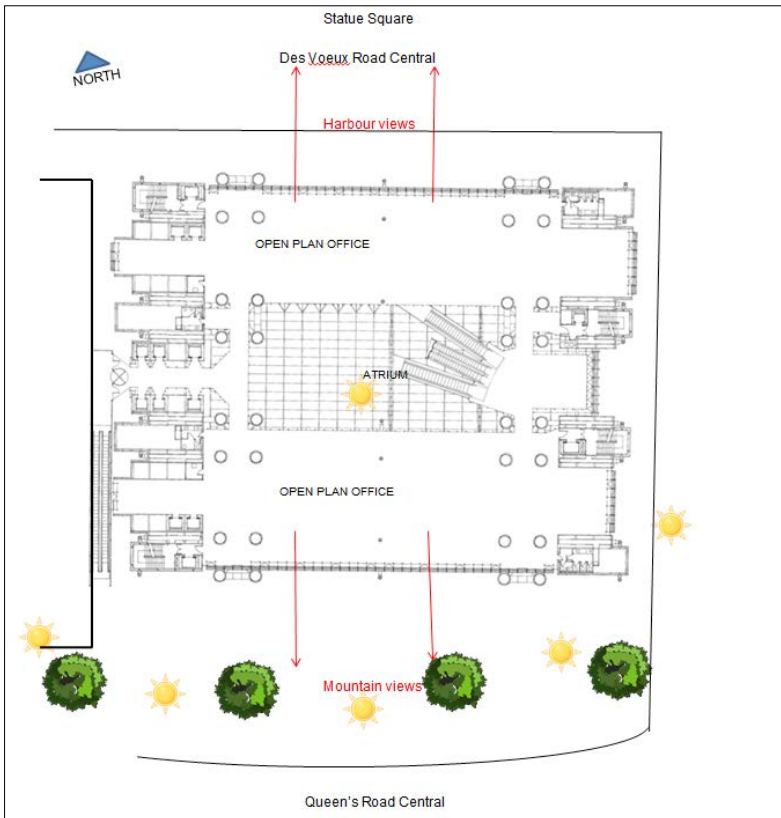 Statue Square
Des Voeux Road Central
NORTH
Harbour views
OPEN PLAN OFFICE
ATRIUM
OPEN PLAN OFFICE
Mountain views
Queen's Road Central